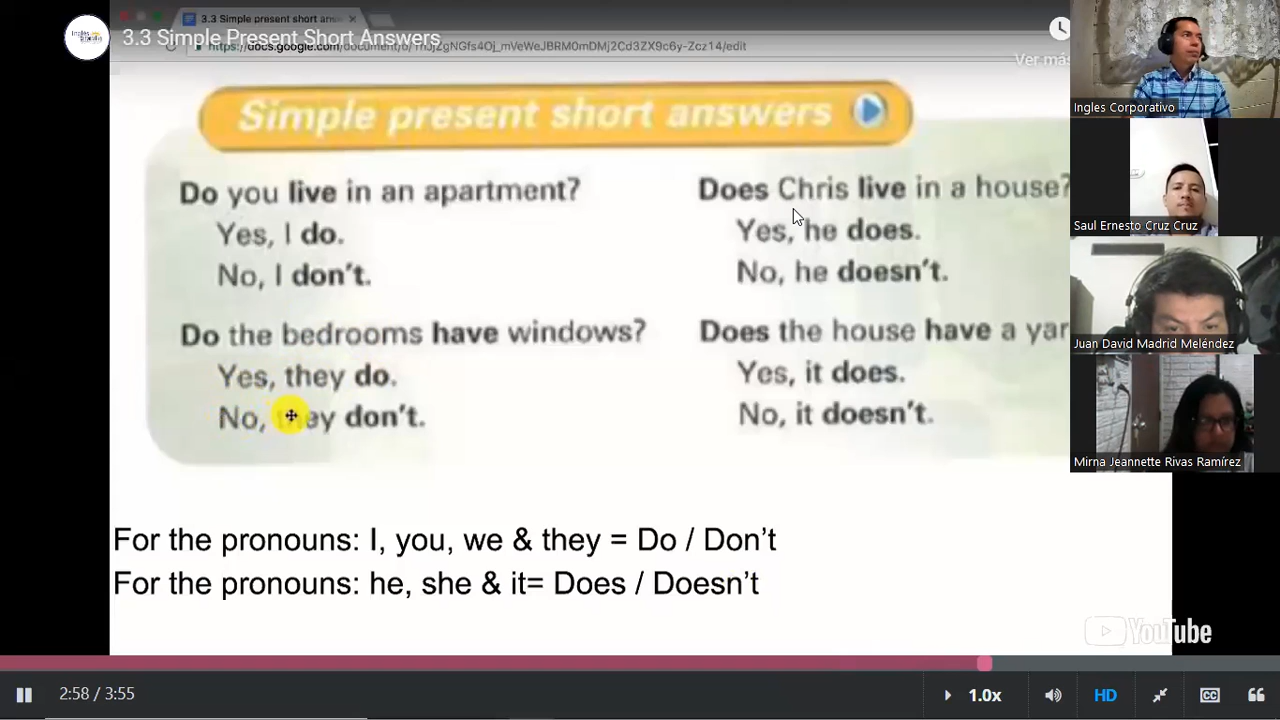 3.3 Simple Present Short Answers
Simple present short answers
Do you live in an apartment?
Yes, I do.
No, I don't.
Do the bedrooms have windows?
Yes, they do.
No, they don't.
Does Chris live in a house?
Yes, he does.
No, he doesn't.
Does the house have a yar
Yes, it does.
No, it doesn't.
For the pronouns: I, you, we & they = Do / Don't
For the pronouns: he, she & it= Does / Doesn't
Ver más
Ingles Corporativo
Saul Ernesto Cruz Cruz
Juan David Madrid Meléndez
Mirna Jeannette Rivas Ramírez
YouTube
2:58 / 3:55
1.0x
HD
CC